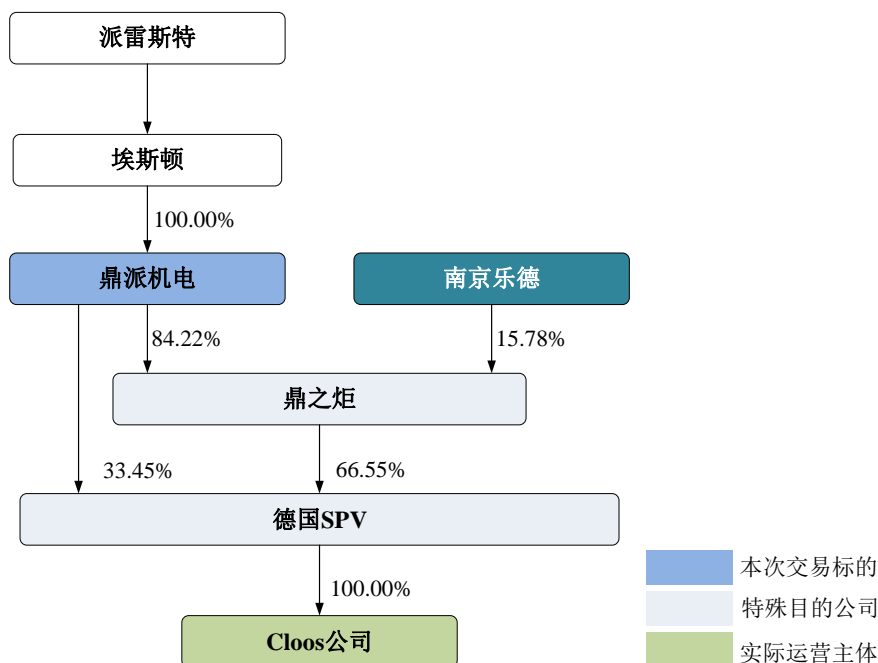 派雷斯特
埃斯顿
100.00%
鼎派机电
南京乐德
84.22%
15.78%
鼎之炬
33.45%
66.55%
德国SPV
100.00%
Cloos公司
本次交易标的
特殊目的公司
实际运营主体